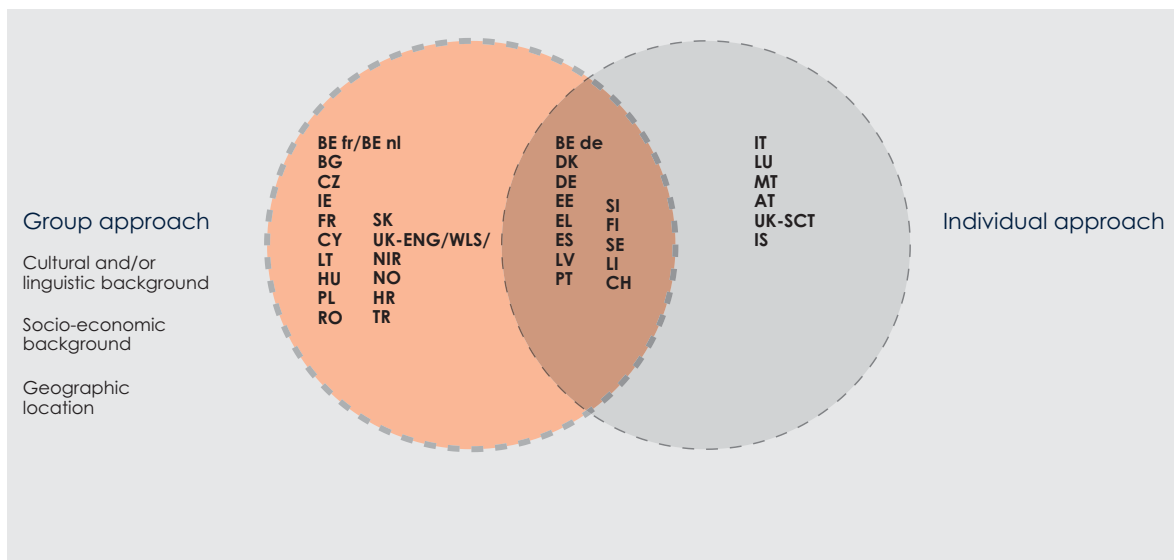 Group approach
Cultural and/or
linguistic background
Socio-economic
background
Geographic
location
BE fr/BE nl
BG
CZ
IE
FR
CY
LT
HU
PL
RO
SK
UK-ENG/WLS/
NIR
NO
HR
TR
BE de
DK
DE
EE
EL
ES
LV
PT
SI
FI
SE
LI
CH
IT
LU
MT
AT
UK-SCT
IS
Individual approach